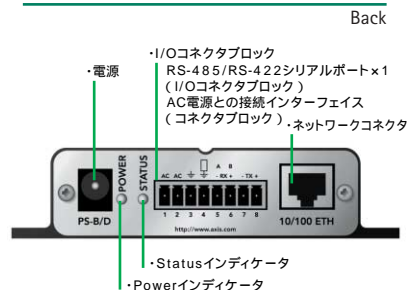 Back
・I/Oコネクタブロック
RS-485/RS-422シリアルポート×1
(I/Oコネクタブロック)
AC電源との接続インターフェイス
(コネクタブロック)
・電源
・ネットワークコネクタ
POWER
STATUS
A B
AC AC - RX + - TX +
1 2 3 4 5 6 7 8
PS-B/D
http://www.axis.com
10/100 ETH
・Statusインディケータ
・Powerインディケータ